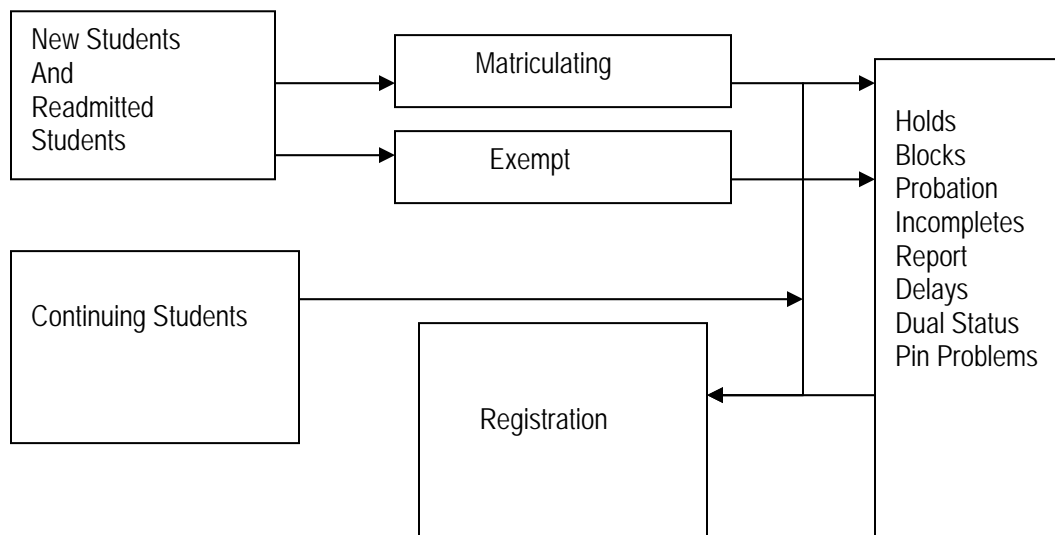 New Students
And
Readmitted
Students
Matriculating
Exempt
Holds
Blocks
Probation
Incompletes
Report
Delays
Dual Status
Pin Problems
Continuing Students
Registration